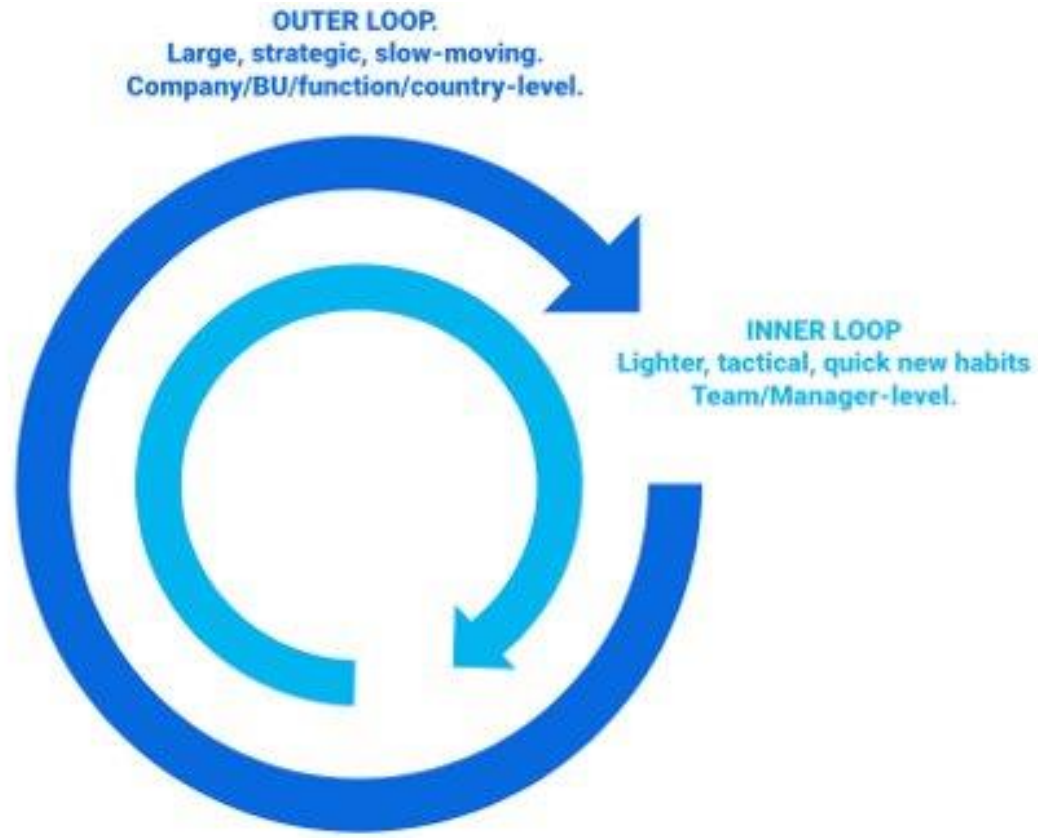 OUTER LOOP.
Large, strategic, slow-moving.
Company/BU/function/country-level.
INNER LOOP
Lighter, tactical, quick new habits
Team/Manager-level.